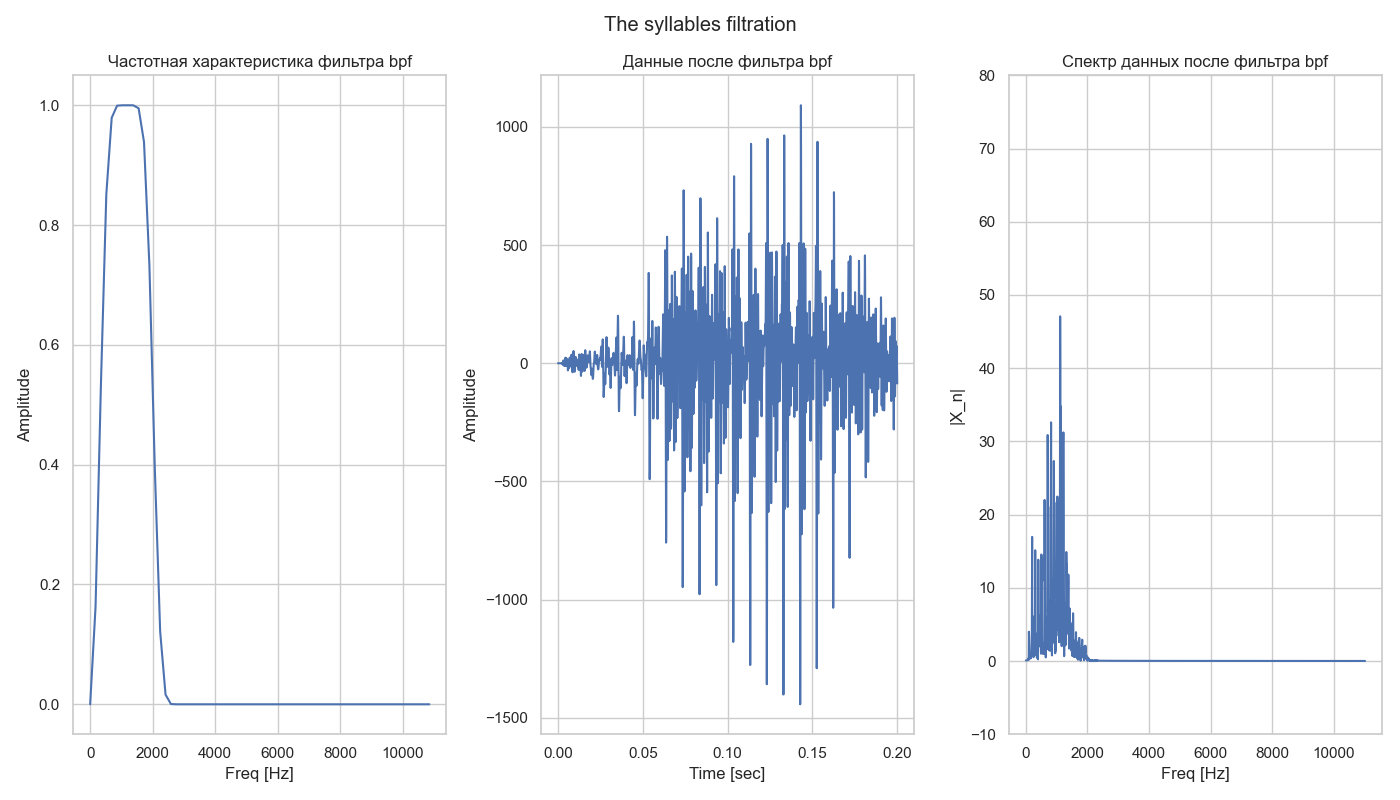 The syllables filtration
Частотная характеристика фильтра bpf
1.0
0.8
0.6
0.4
0.2
0.0
Amplitude
0 2000 4000 6000 8000 10000
Freq [Hz]
Данные после фильтра bpf
1000
500
0
−500
−1000
−1500
Amplitude
0.00 0.05 0.10 0.15 0.20
Time [sec]
Спектр данных после фильтра bpf
80
70
60
50
40
30
20
10
0
−10
|X_n|
0 2000 4000 6000 8000 10000
Freq [Hz]